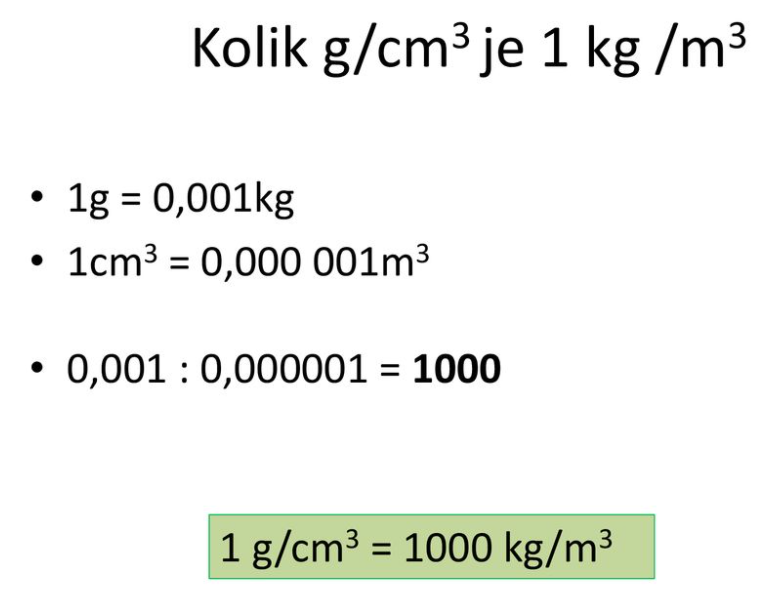 Kolik g/cm³ je 1 kg /m³
• 1g = 0,001kg
• 1cm³ = 0,000 001m³
• 0,001 : 0,000001 = 1000
1 g/cm³ = 1000 kg/m³